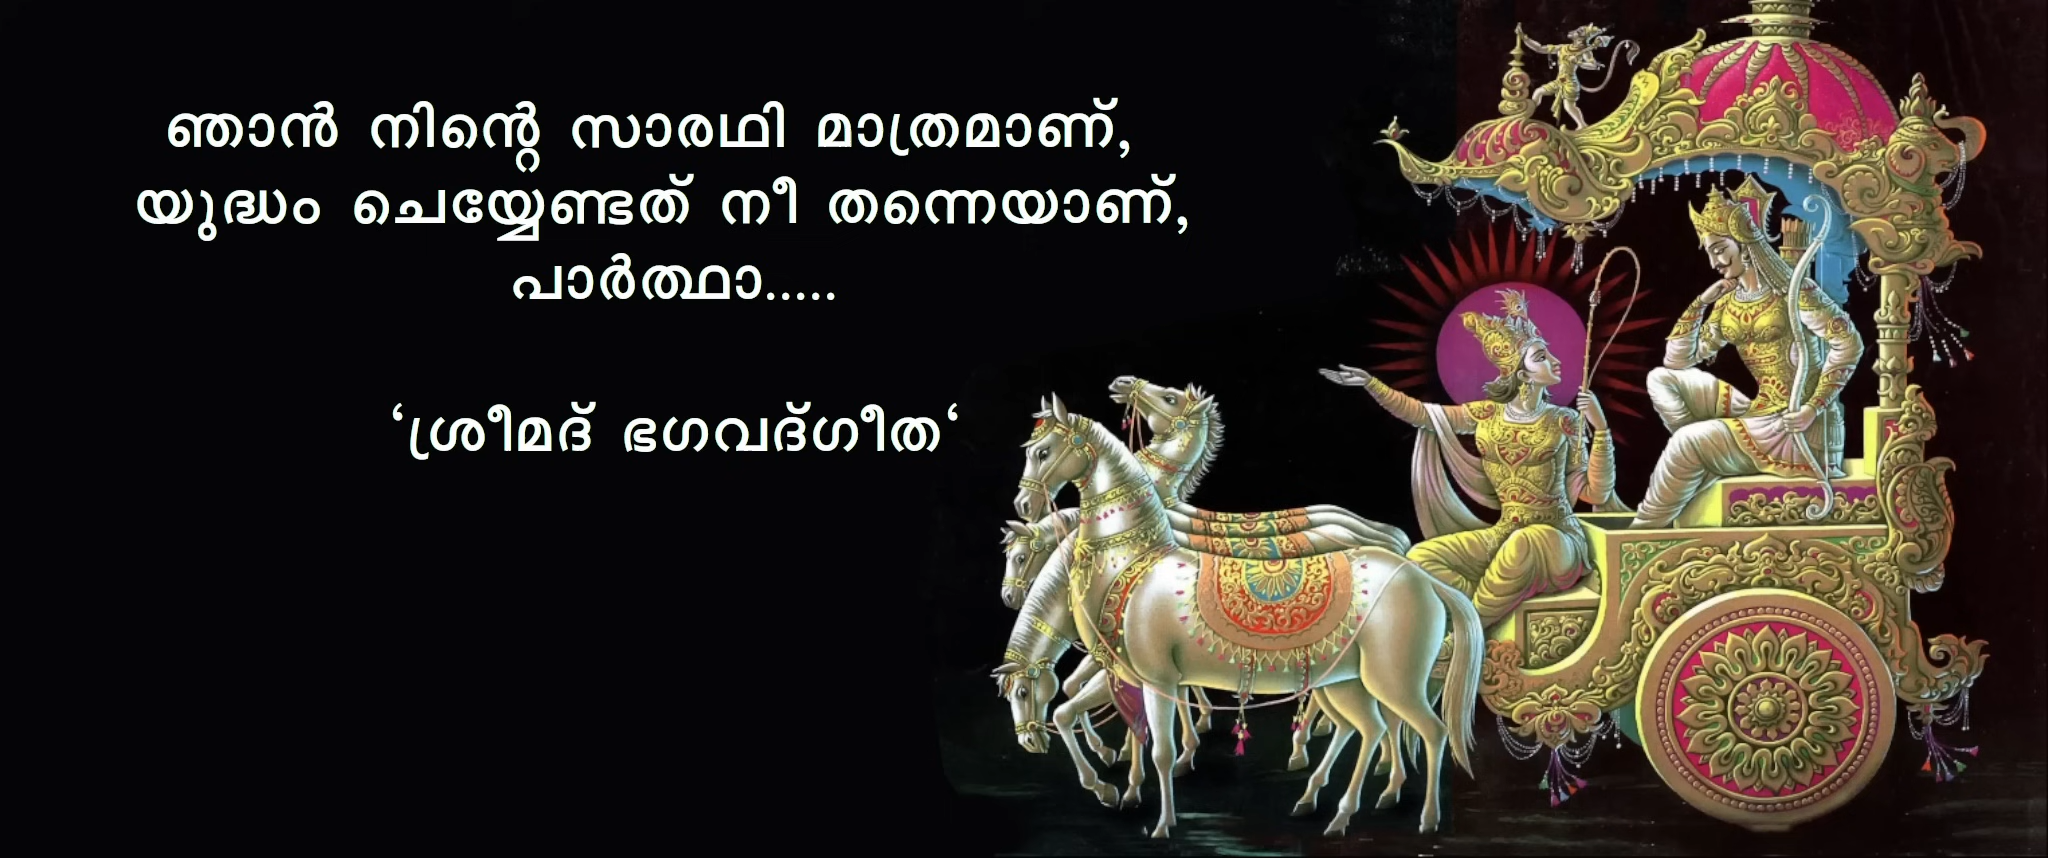 ഞാൻ നിന്റെ സാരഥി മാത്രമാണ്,
യുദ്ധം ചെയ്യേണ്ടത് നീ തന്നെയാണ്,
പാർത്ഥാ.....
‘ശ്രീമദ് ഭഗവദ്ഗീത‘